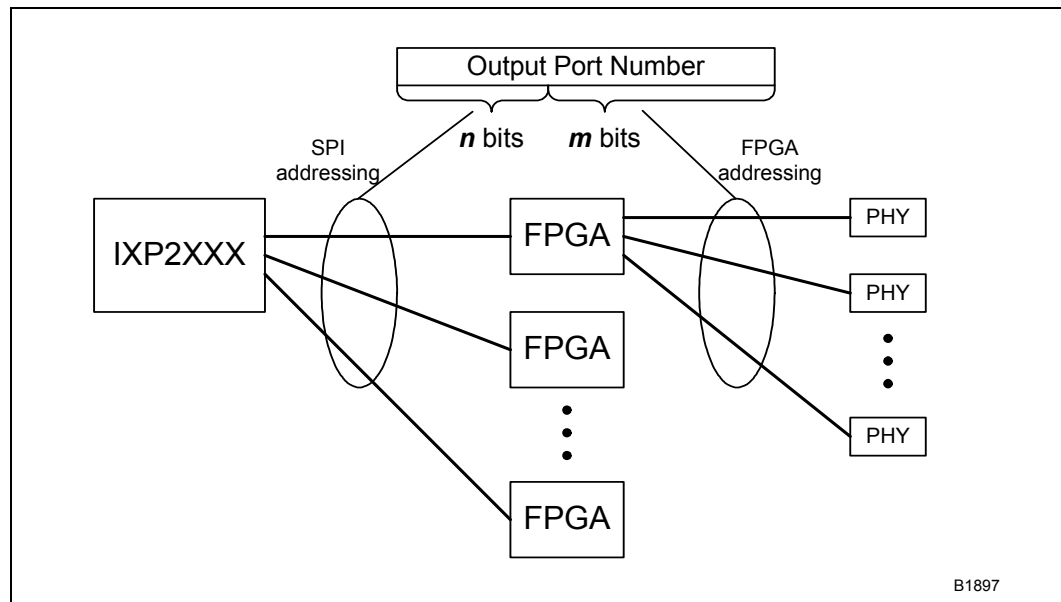 Output Port Number
n bits m bits
SPI
addressing
FPGA
addressing
IXP2XXX
FPGA
PHY
PHY
FPGA
PHY
FPGA
B1897